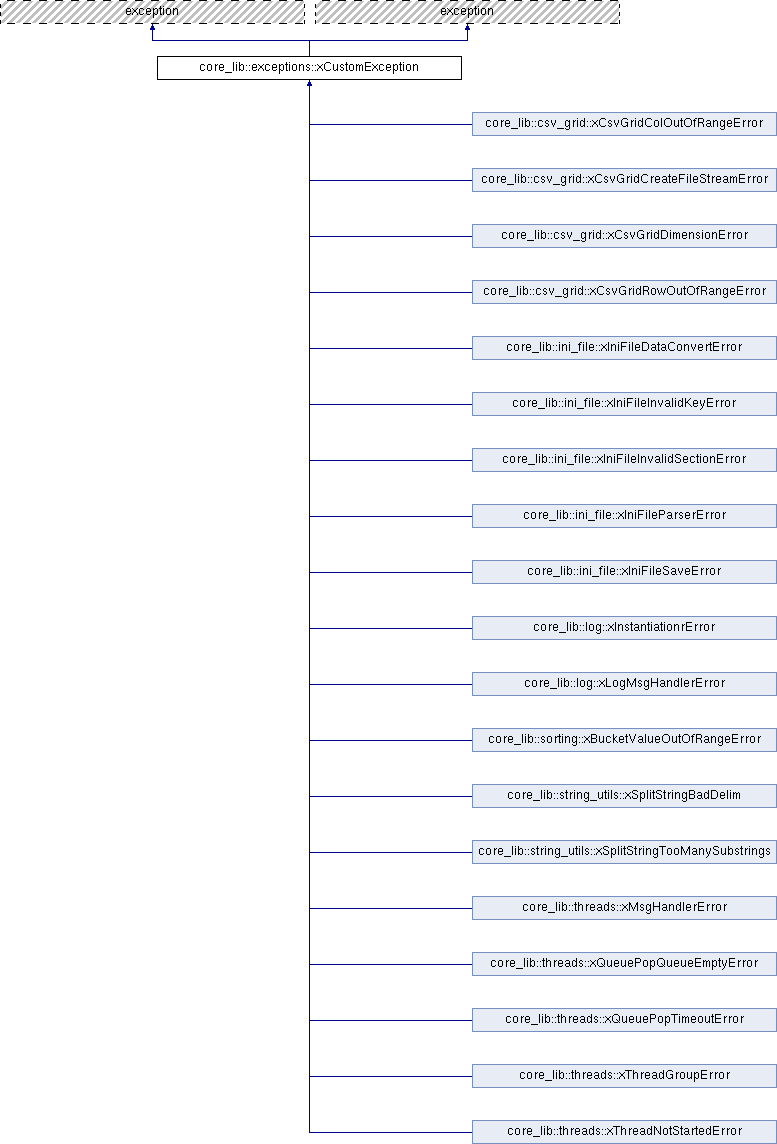 exception
exception
core_lib::exceptions::xCustomException
core_lib::csv_grid::xCsvGridColOutOfRangeError
core_lib::csv_grid::xCsvGridCreateFileStreamError
core_lib::csv_grid::xCsvGridDimensionError
core_lib::csv_grid::xCsvGridRowOutOfRangeError
core_lib::ini_file::xIniFileDataConvertError
core_lib::ini_file::xIniFileInvalidKeyError
core_lib::ini_file::xIniFileInvalidSectionError
core_lib::ini_file::xIniFileParserError
core_lib::ini_file::xIniFileSaveError
core_lib::log::xInstantiationrError
core_lib::log::xLogMsgHandlerError
core_lib::sorting::xBucketValueOutOfRangeError
core_lib::string_utils::xSplitStringBadDelim
core_lib::string_utils::xSplitStringTooManySubstrings
core_lib::threads::xMsgHandlerError
core_lib::threads::xQueuePopQueueEmptyError
core_lib::threads::xQueuePopTimeoutError
core_lib::threads::xThreadGroupError
core_lib::threads::xThreadNotStartedError